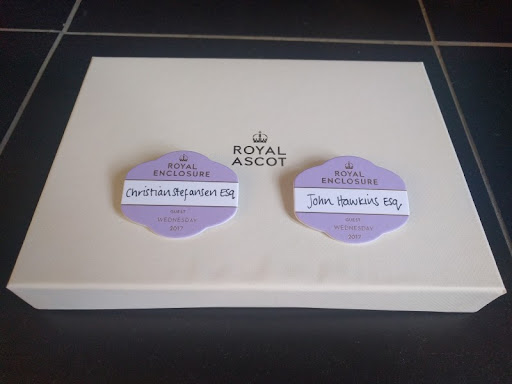 ROYAL
ASCOT
ROYAL
ENCLOSURE
Christian Stefansen Esq
GUEST
WEDNESDAY
2017
ROYAL
ENCLOSURE
John Hawkins Esq
GUEST
WEDNESDAY
2017